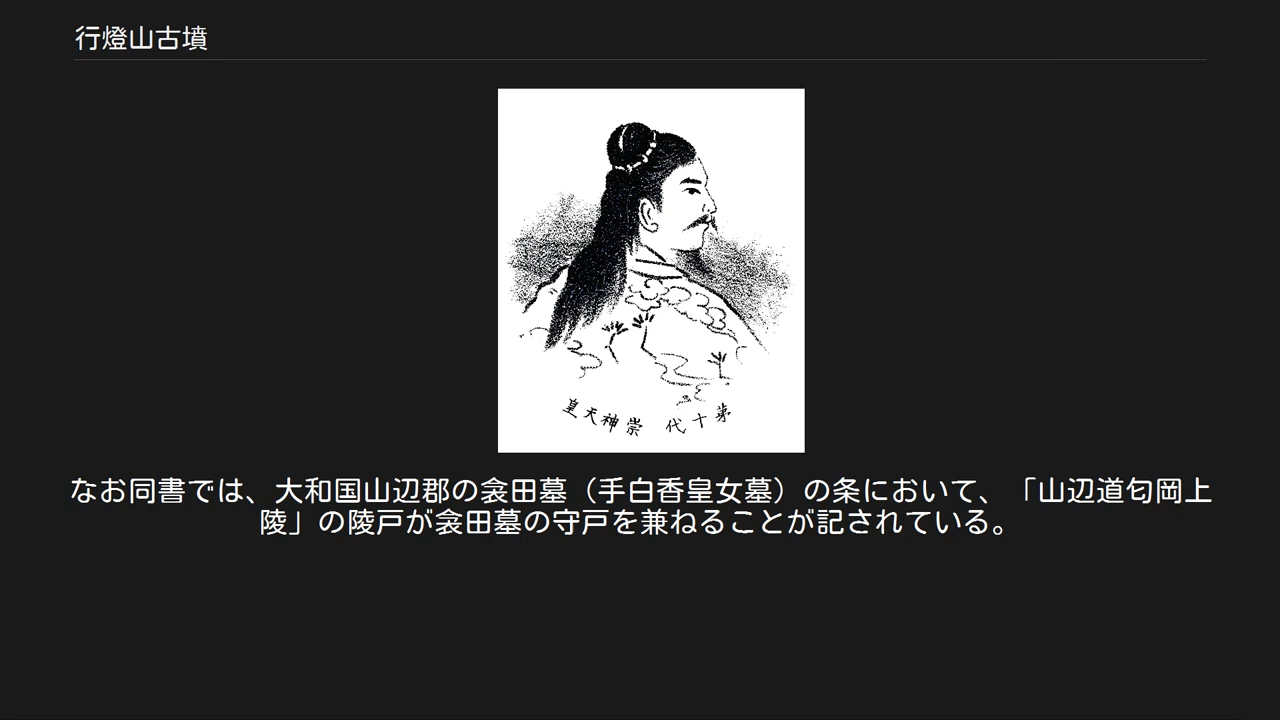 行燈山古墳
第十代 崇神天皇
なお同書では、大和国山辺郡の衾田墓（手白香皇女墓）の条において、「山辺道匂岡上
陵」の陵戸が衾田墓の守戸を兼ねることが記されている。